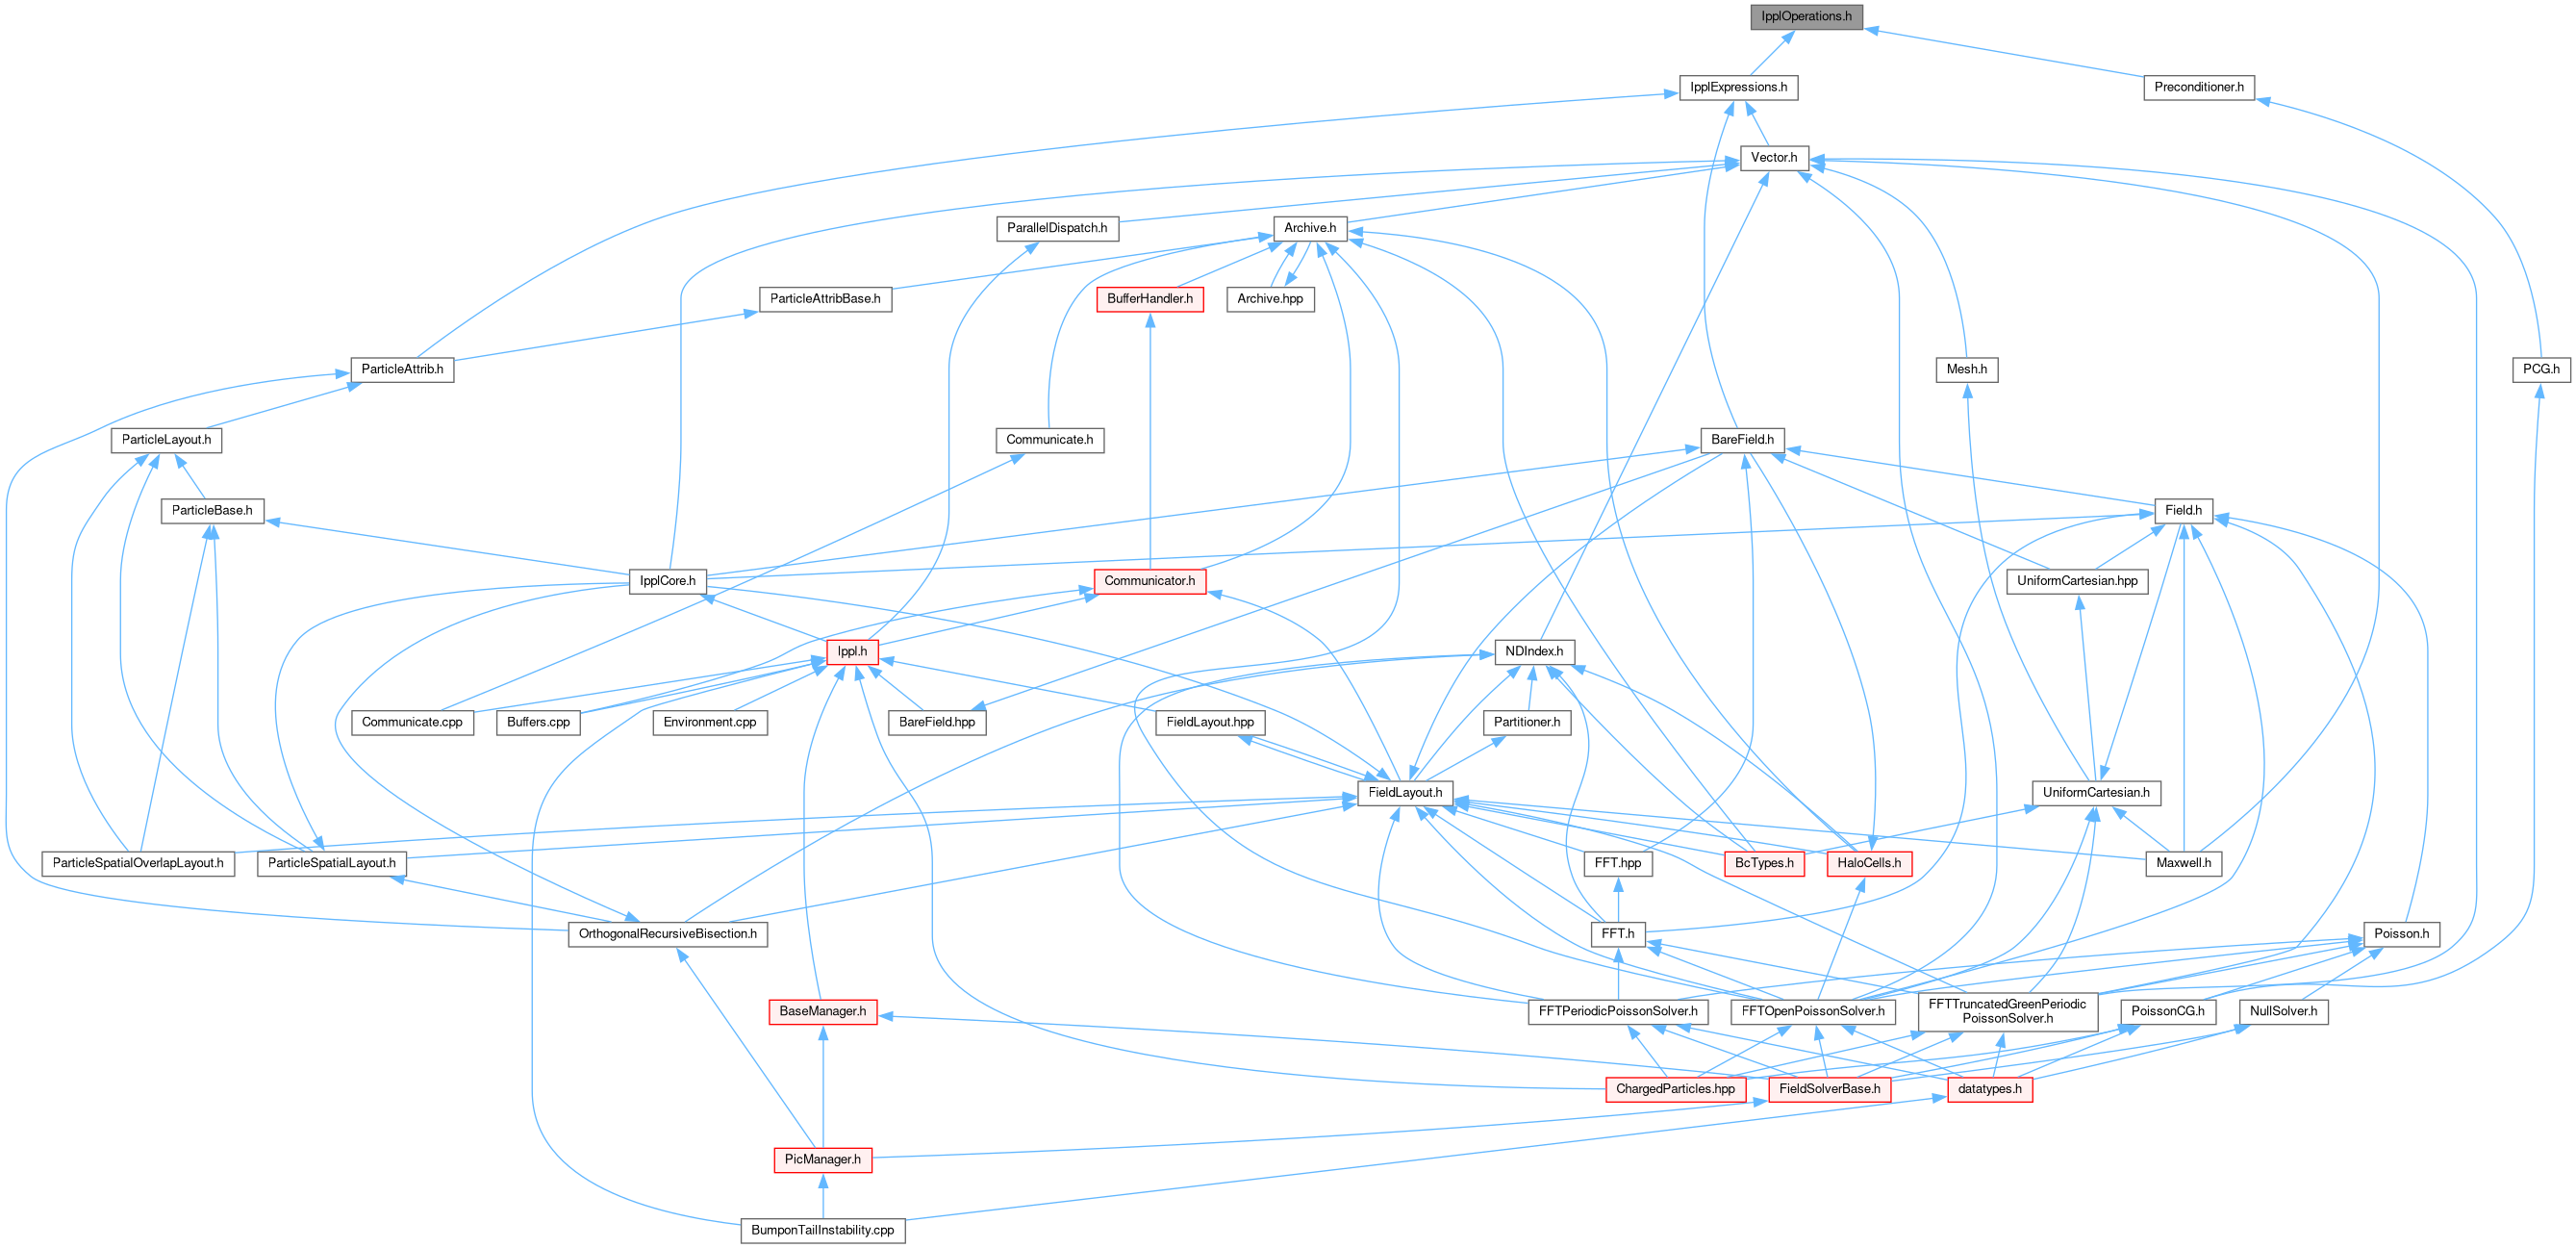 IpplOperations.h
IpplExpressions.h
Preconditioner.h
Vector.h
ParallelDispatch.h
Archive.h
ParticleAttribBase.h
BufferHandler.h
Archive.hpp
ParticleAttrib.h
Mesh.h
PCG.h
ParticleLayout.h
Communicate.h
BareField.h
ParticleBase.h
Field.h
IpplCore.h
Communicator.h
UniformCartesian.hpp
Ippl.h
NDIndex.h
Communicate.cpp
Buffers.cpp
Environment.cpp
BareField.hpp
FieldLayout.hpp
Partitioner.h
FieldLayout.h
UniformCartesian.h
ParticleSpatialOverlapLayout.h
ParticleSpatialLayout.h
FFT.hpp
BcTypes.h
HaloCells.h
Maxwell.h
OrthogonalRecursiveBisection.h
FFT.h
Poisson.h
BaseManager.h
FFTPeriodicPoissonSolver.h
FFTOpenPoissonSolver.h
FFTTruncatedGreenPeriodic
PoissonSolver.h
PoissonCG.h
NullSolver.h
ChargedParticles.hpp
FieldSolverBase.h
datatypes.h
PicManager.h
BumponTailInstability.cpp